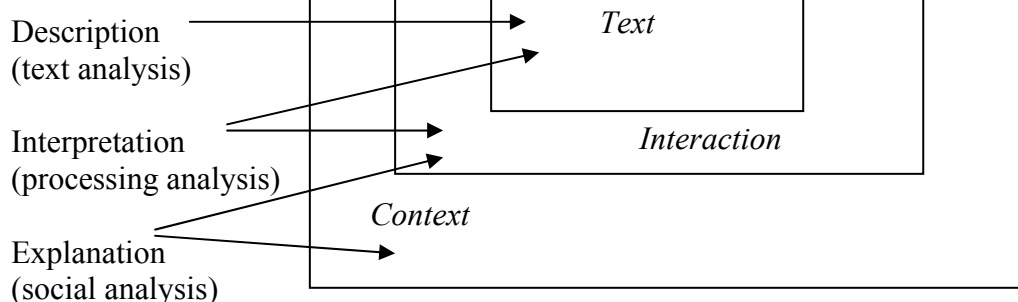 Description
(text analysis)
Text
Interpretation
(processing analysis)
Interaction
Context
Explanation
(social analysis)